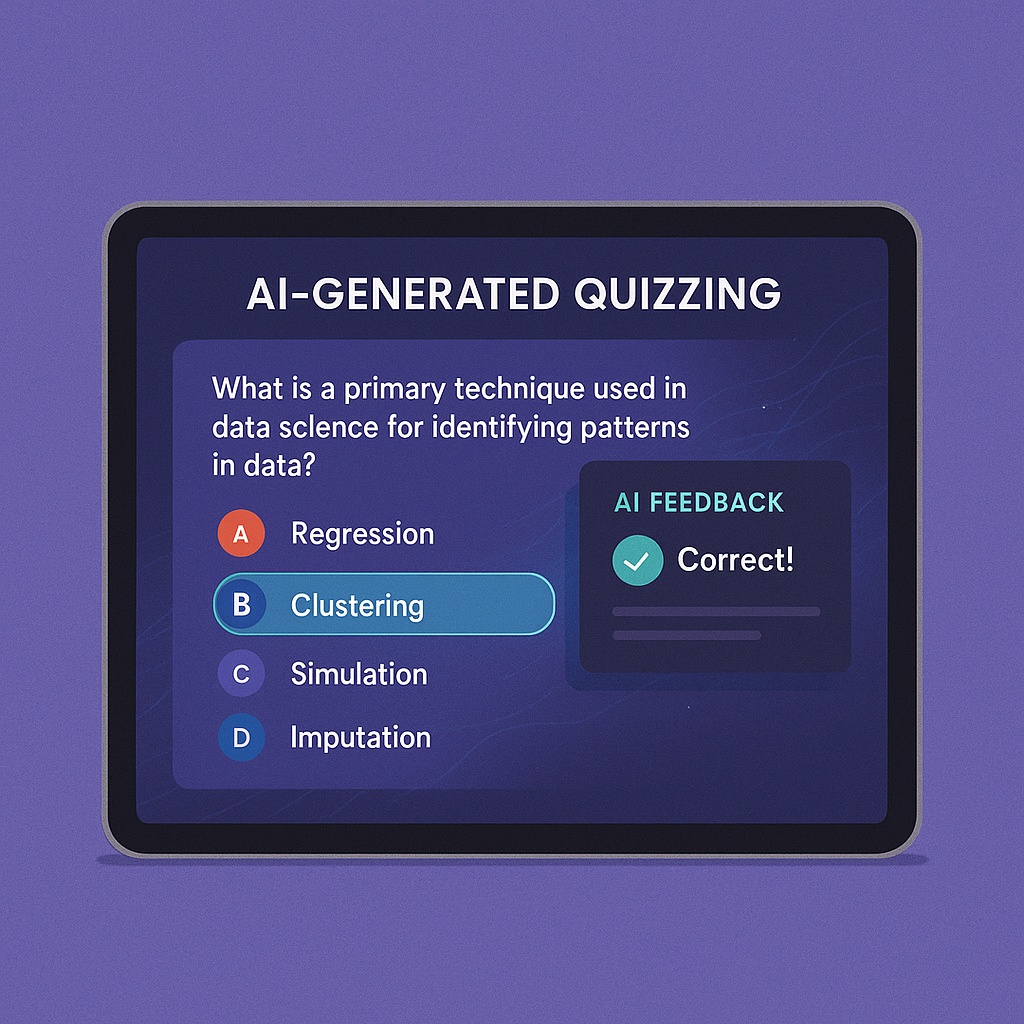 AI-GENERATED QUIZZING
What is a primary technique used in
data science for identifying patterns
in data?
A Regression
B Clustering
C Simulation
D Imputation
AI FEEDBACK
Correct!